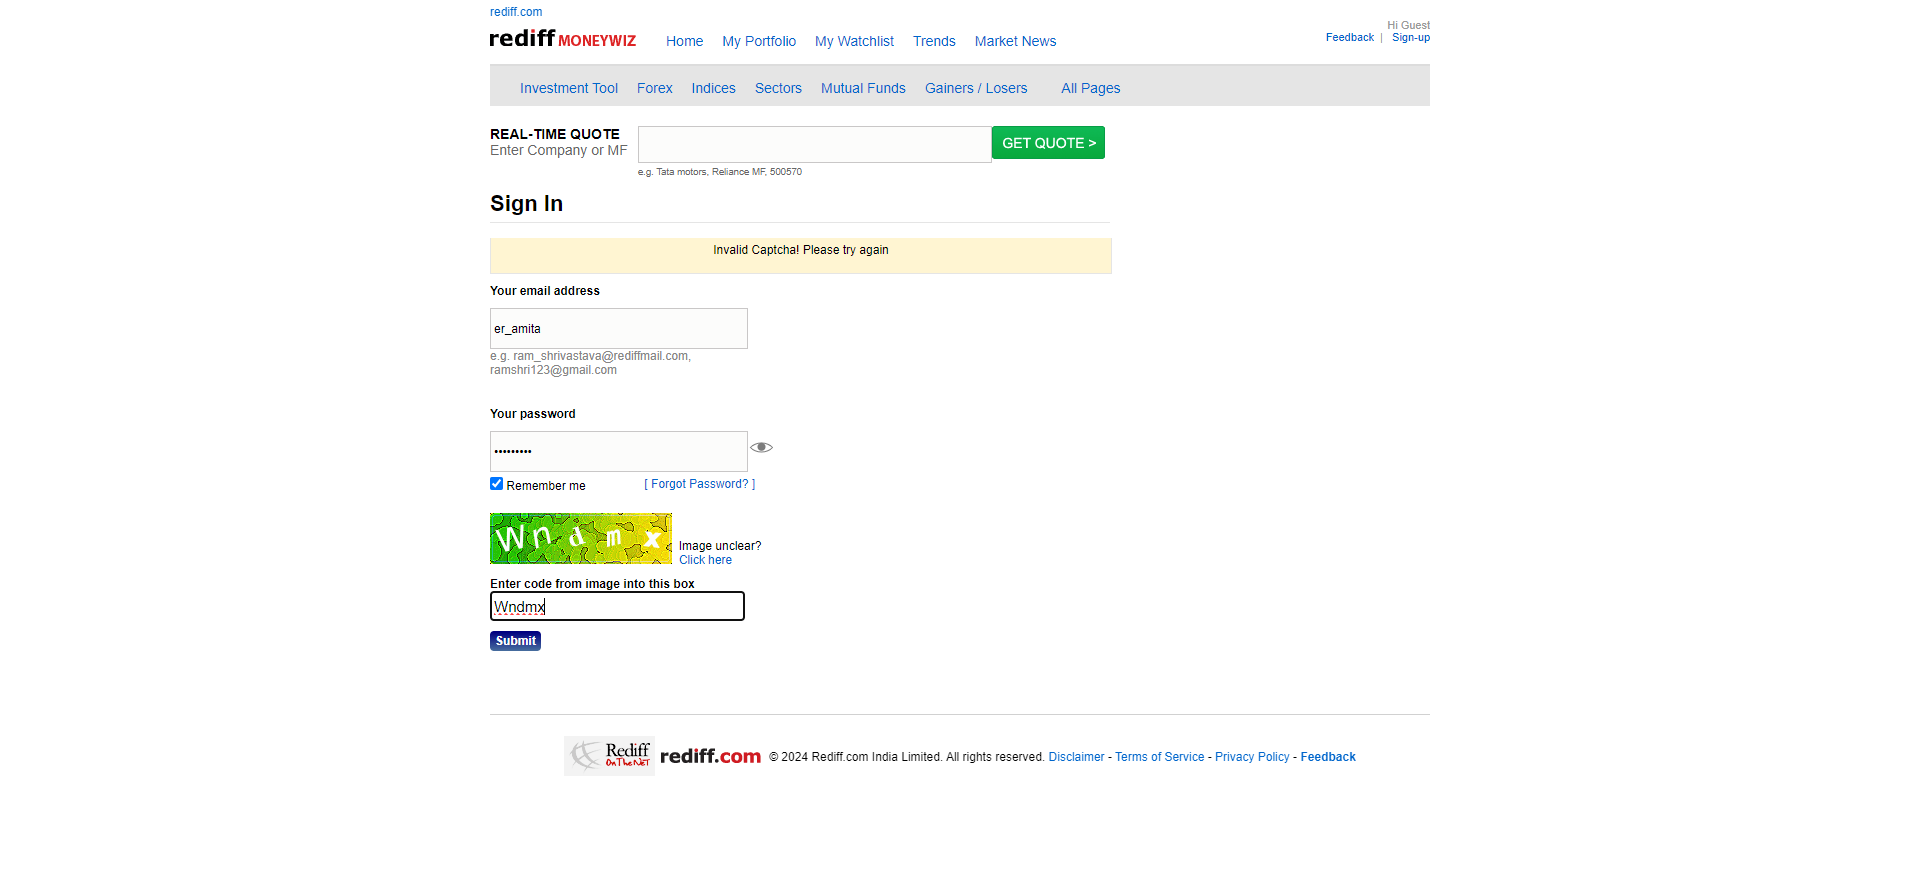 rediff.com
rediff MONEYWIZ
Home My Portfolio My Watchlist Trends Market News
Hi Guest
Feedback | Sign-up
Investment Tool Forex Indices Sectors Mutual Funds Gainers / Losers All Pages
REAL-TIME QUOTE
Enter Company or MF
GET QUOTE >
e.g. Tata motors, Reliance MF, 500570
Sign In
Invalid Captcha! Please try again
Your email address
er_amita
e.g. ram_shrivastava@rediffmail.com,
ramshri123@gmail.com
Your password
•••••••••
Remember me [ Forgot Password? ]
Wndmx
Image unclear?
Click here
Enter code from image into this box
Wndmx
Submit
Rediff
On The NeT
rediff.com © 2024 Rediff.com India Limited. All rights reserved. Disclaimer - Terms of Service - Privacy Policy - Feedback